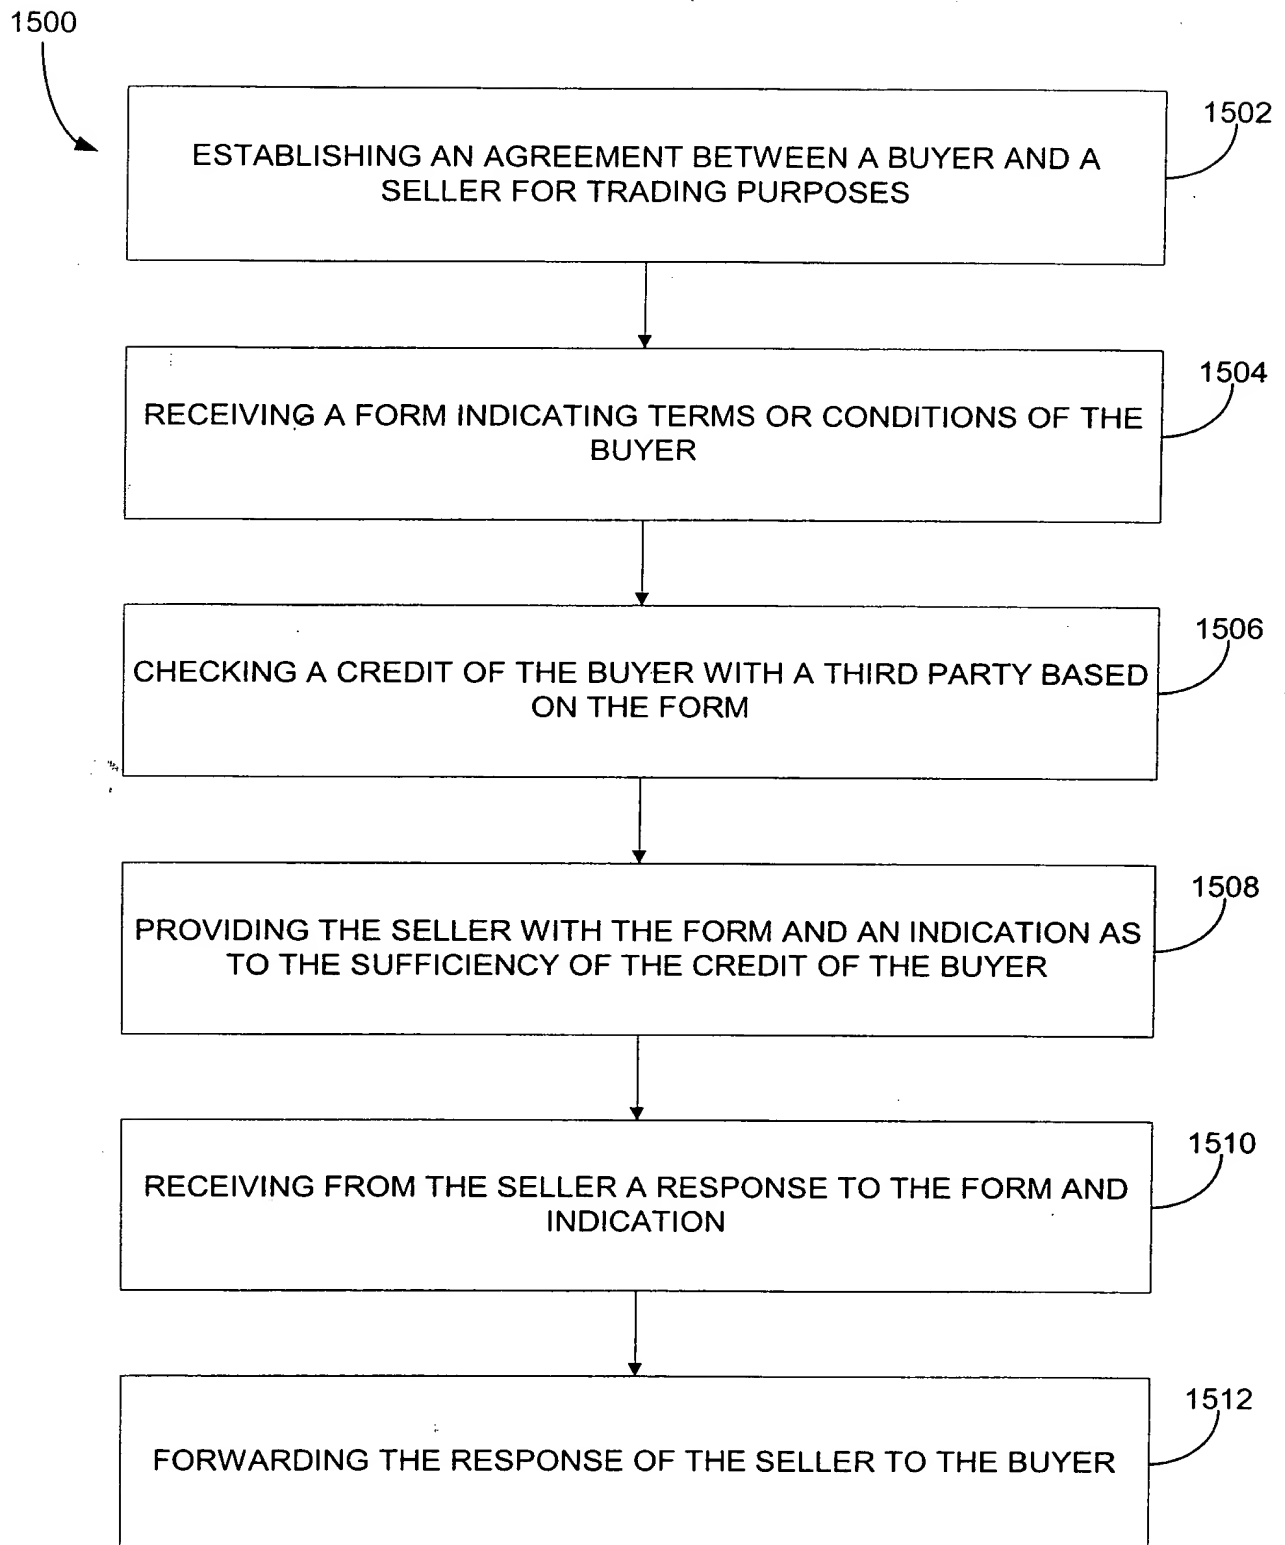 1500
1502
ESTABLISHING AN AGREEMENT BETWEEN A BUYER AND A
SELLER FOR TRADING PURPOSES
1504
RECEIVING A FORM INDICATING TERMS OR CONDITIONS OF THE
BUYER
1506
CHECKING A CREDIT OF THE BUYER WITH A THIRD PARTY BASED
ON THE FORM
1508
PROVIDING THE SELLER WITH THE FORM AND AN INDICATION AS
TO THE SUFFICIENCY OF THE CREDIT OF THE BUYER
1510
RECEIVING FROM THE SELLER A RESPONSE TO THE FORM AND
INDICATION
1512
FORWARDING THE RESPONSE OF THE SELLER TO THE BUYER